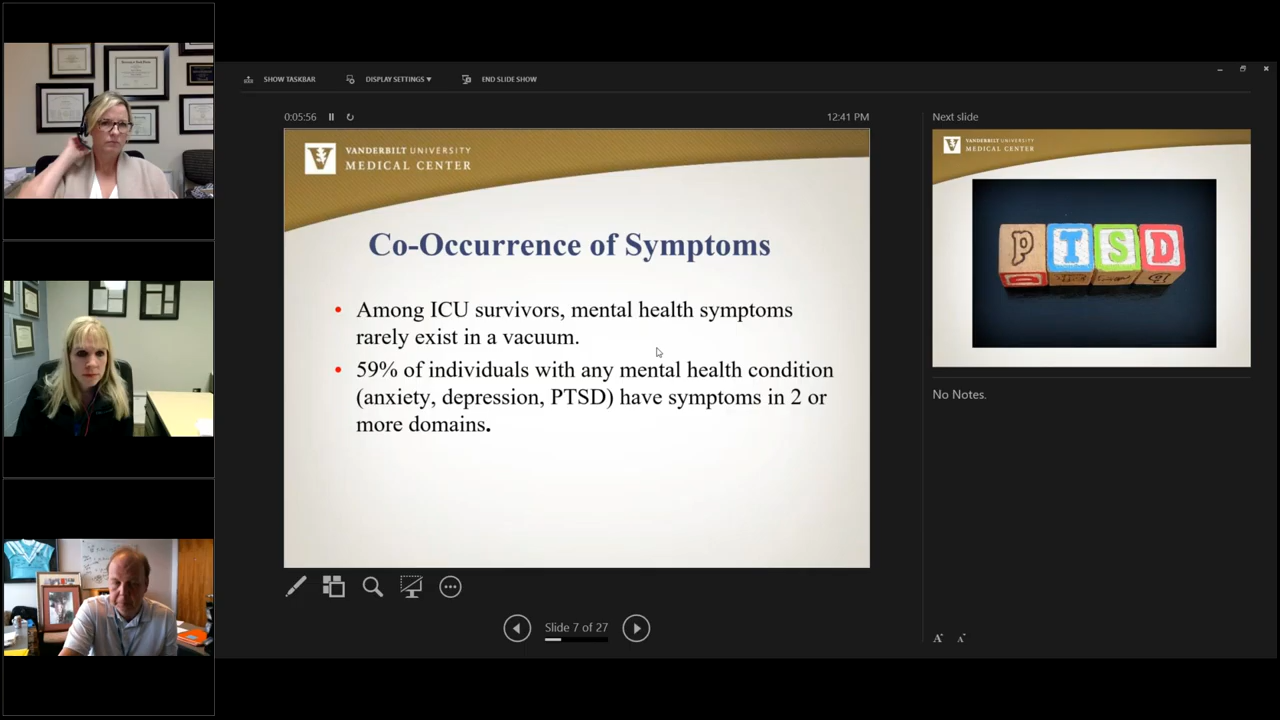 SHOW TASKBAR
DISPLAY SETTINGS ▼
END SLIDE SHOW
0:05:56
12:41 PM
Next slide
VANDERBILT UNIVERSITY
MEDICAL CENTER
Co-Occurrence of Symptoms
• Among ICU survivors, mental health symptoms
rarely exist in a vacuum.
• 59% of individuals with any mental health condition
(anxiety, depression, PTSD) have symptoms in 2 or
more domains.
VANDERBILT UNIVERSITY
MEDICAL CENTER
PTSD
No Notes.
Slide 7 of 27
A
A